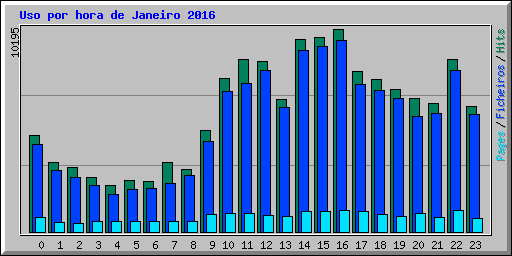 Uso por hora de Janeiro 2016
10195
Pages / Ficheiros / Hits
0 1 2 3 4 5 6 7 8 9 10 11 12 13 14 15 16 17 18 19 20 21 22 23